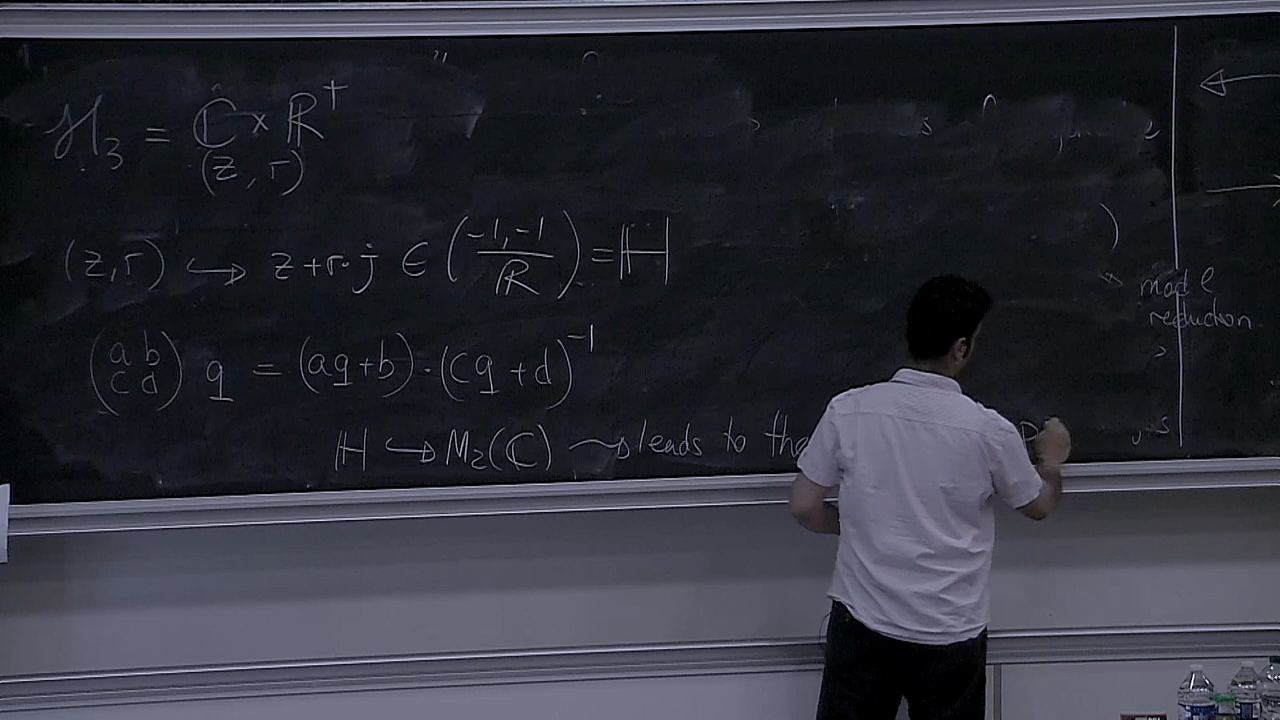 ℋ₃ = ℂ × ℝ⁺
(z, r)
(z, r) ↪ z + r·j ∈ (−1, −1 / ℝ) = ℍ
(a b / c d) q = (aq + b) · (cq + d)⁻¹
ℍ ↪ M₂(ℂ) ⇝ leads to the
model
reduction